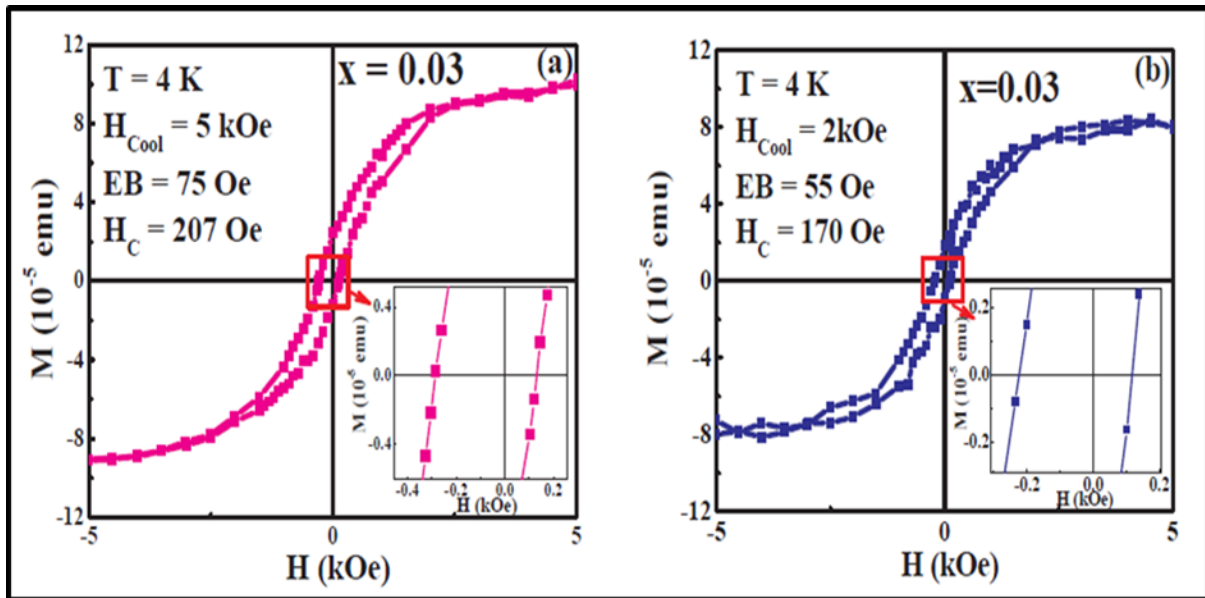 (a)
x = 0.03
T = 4 K
H_Cool = 5 kOe
EB = 75 Oe
H_C = 207 Oe
M (10⁻⁵ emu)
12
8
4
0
-4
-8
-12
-5
0
5
H (kOe)
M (10⁻⁵ emu)
0.4
0.0
-0.4
-0.4
-0.2
0.0
0.2
H (kOe)
(b)
x=0.03
T = 4 K
H_Cool = 2kOe
EB = 55 Oe
H_C = 170 Oe
M (10⁻⁵ emu)
12
8
4
0
-4
-8
-12
-5
0
5
H (kOe)
M (10⁻⁵ emu)
0.2
0.0
-0.2
-0.2
0.0
0.2
H (kOe)